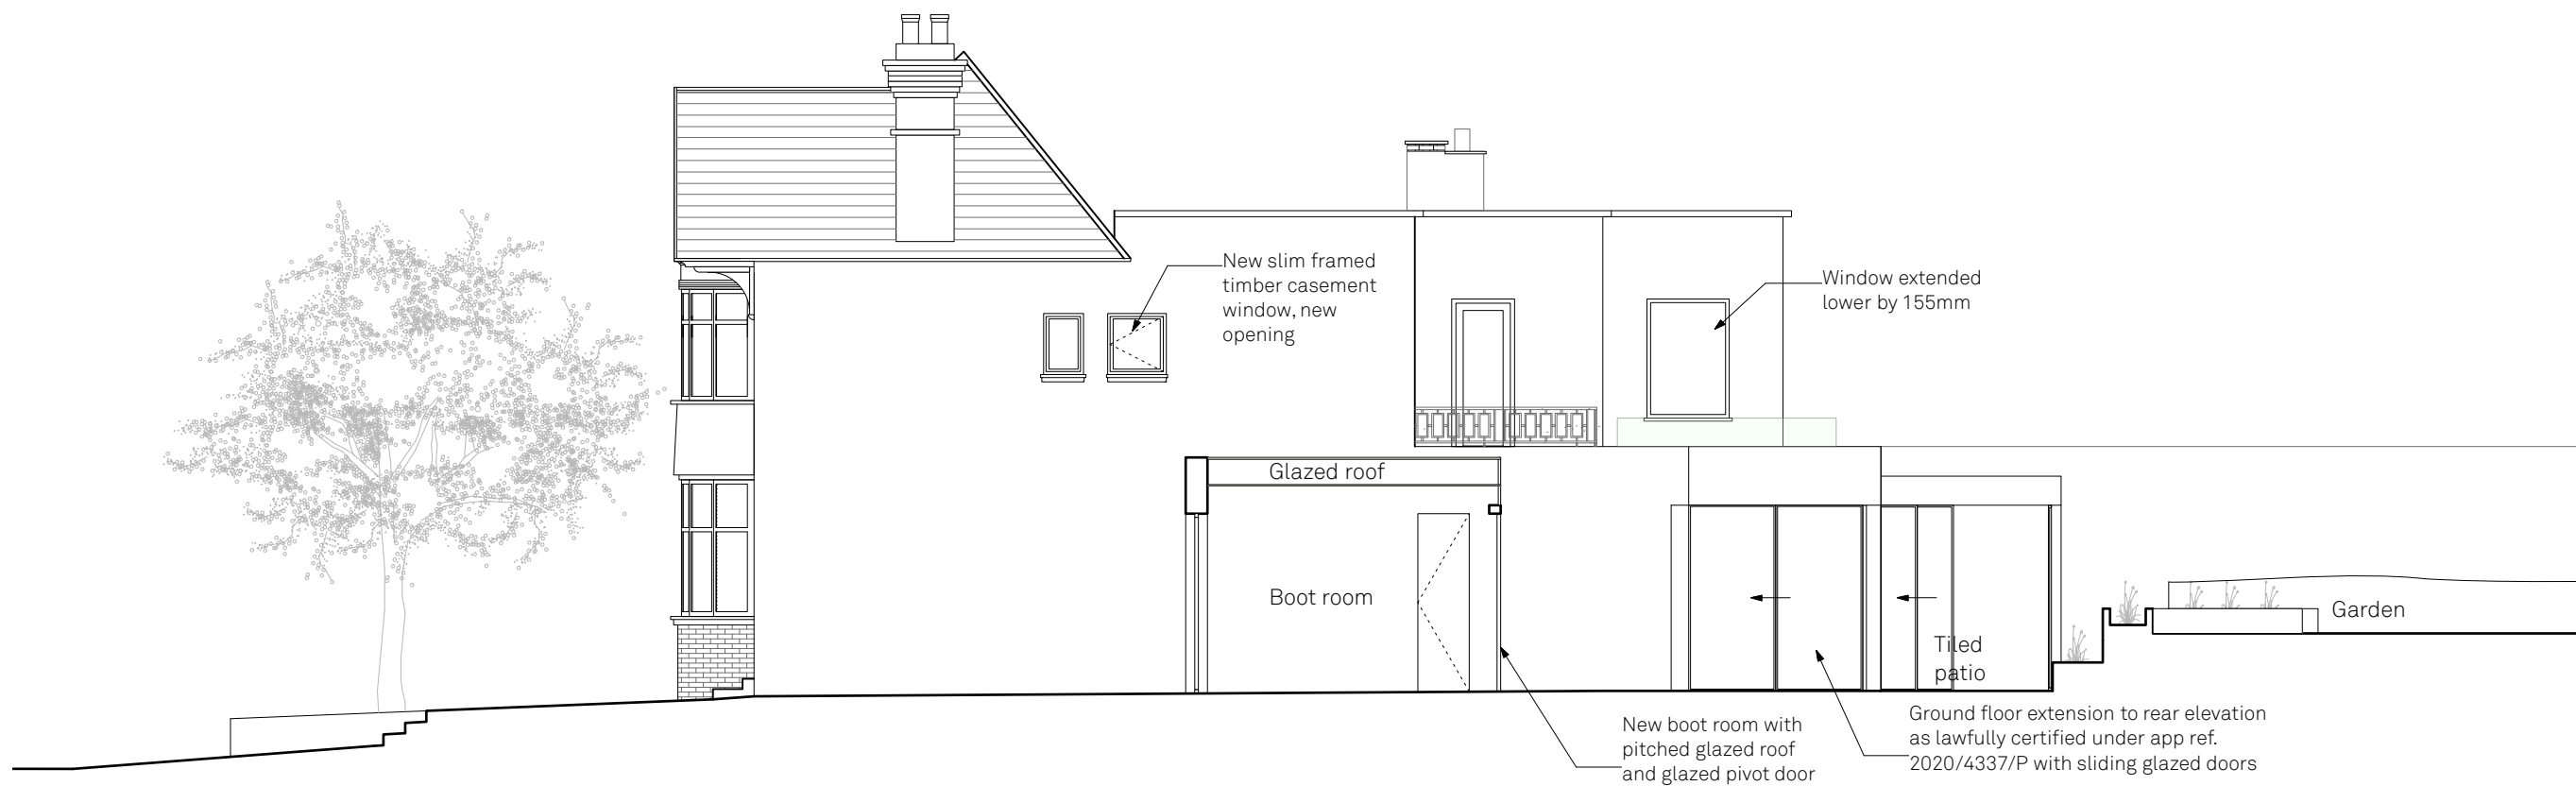 New slim framed
timber casement
window, new
opening
Window extended
lower by 155mm
Glazed roof
Boot room
Garden
Tiled
patio
New boot room with
pitched glazed roof
and glazed pivot door
Ground floor extension to rear elevation
as lawfully certified under app ref.
2020/4337/P with sliding glazed doors